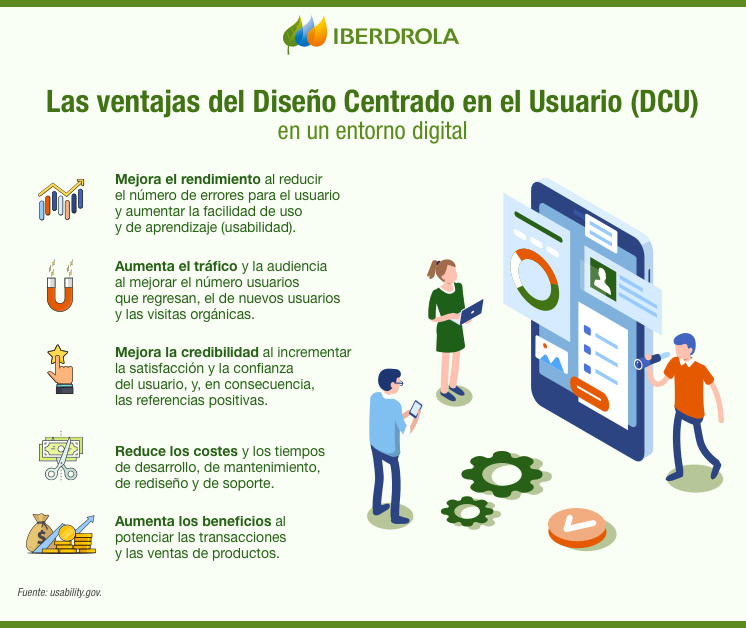 IBERDROLA
Las ventajas del Diseño Centrado en el Usuario (DCU)
en un entorno digital
Mejora el rendimiento al reducir
el número de errores para el usuario
y aumentar la facilidad de uso
y de aprendizaje (usabilidad).
Aumenta el tráfico y la audiencia
al mejorar el número usuarios
que regresan, el de nuevos usuarios
y las visitas orgánicas.
Mejora la credibilidad al incrementar
la satisfacción y la confianza
del usuario, y, en consecuencia,
las referencias positivas.
Reduce los costes y los tiempos
de desarrollo, de mantenimiento,
de rediseño y de soporte.
Aumenta los beneficios al
potenciar las transacciones
y las ventas de productos.
Fuente: usability.gov.